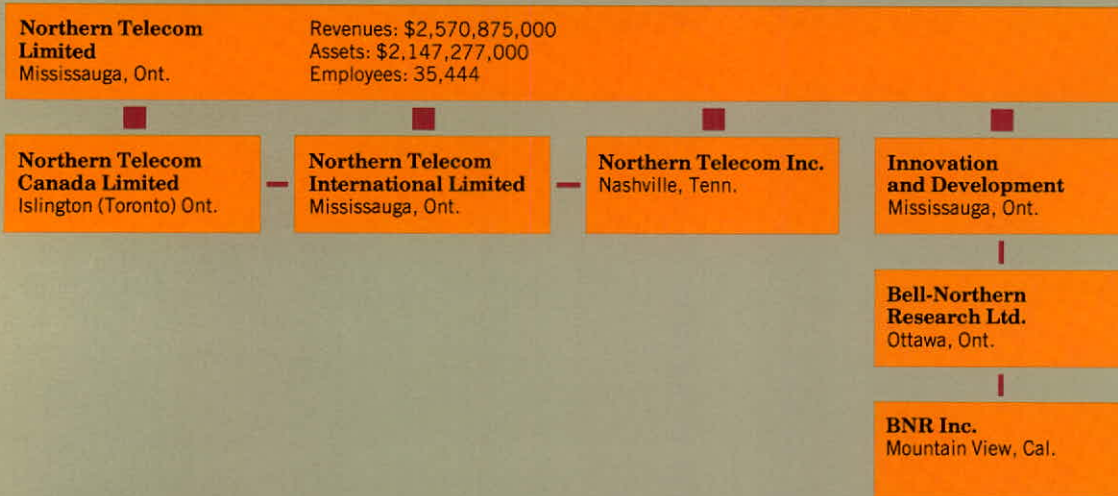 Northern Telecom
Limited
Mississauga, Ont.
Revenues: $2,570,875,000
Assets: $2,147,277,000
Employees: 35,444
Northern Telecom
Canada Limited
Islington (Toronto) Ont.
Northern Telecom
International Limited
Mississauga, Ont.
Northern Telecom Inc.
Nashville, Tenn.
Innovation
and Development
Mississauga, Ont.
Bell-Northern
Research Ltd.
Ottawa, Ont.
BNR Inc.
Mountain View, Cal.